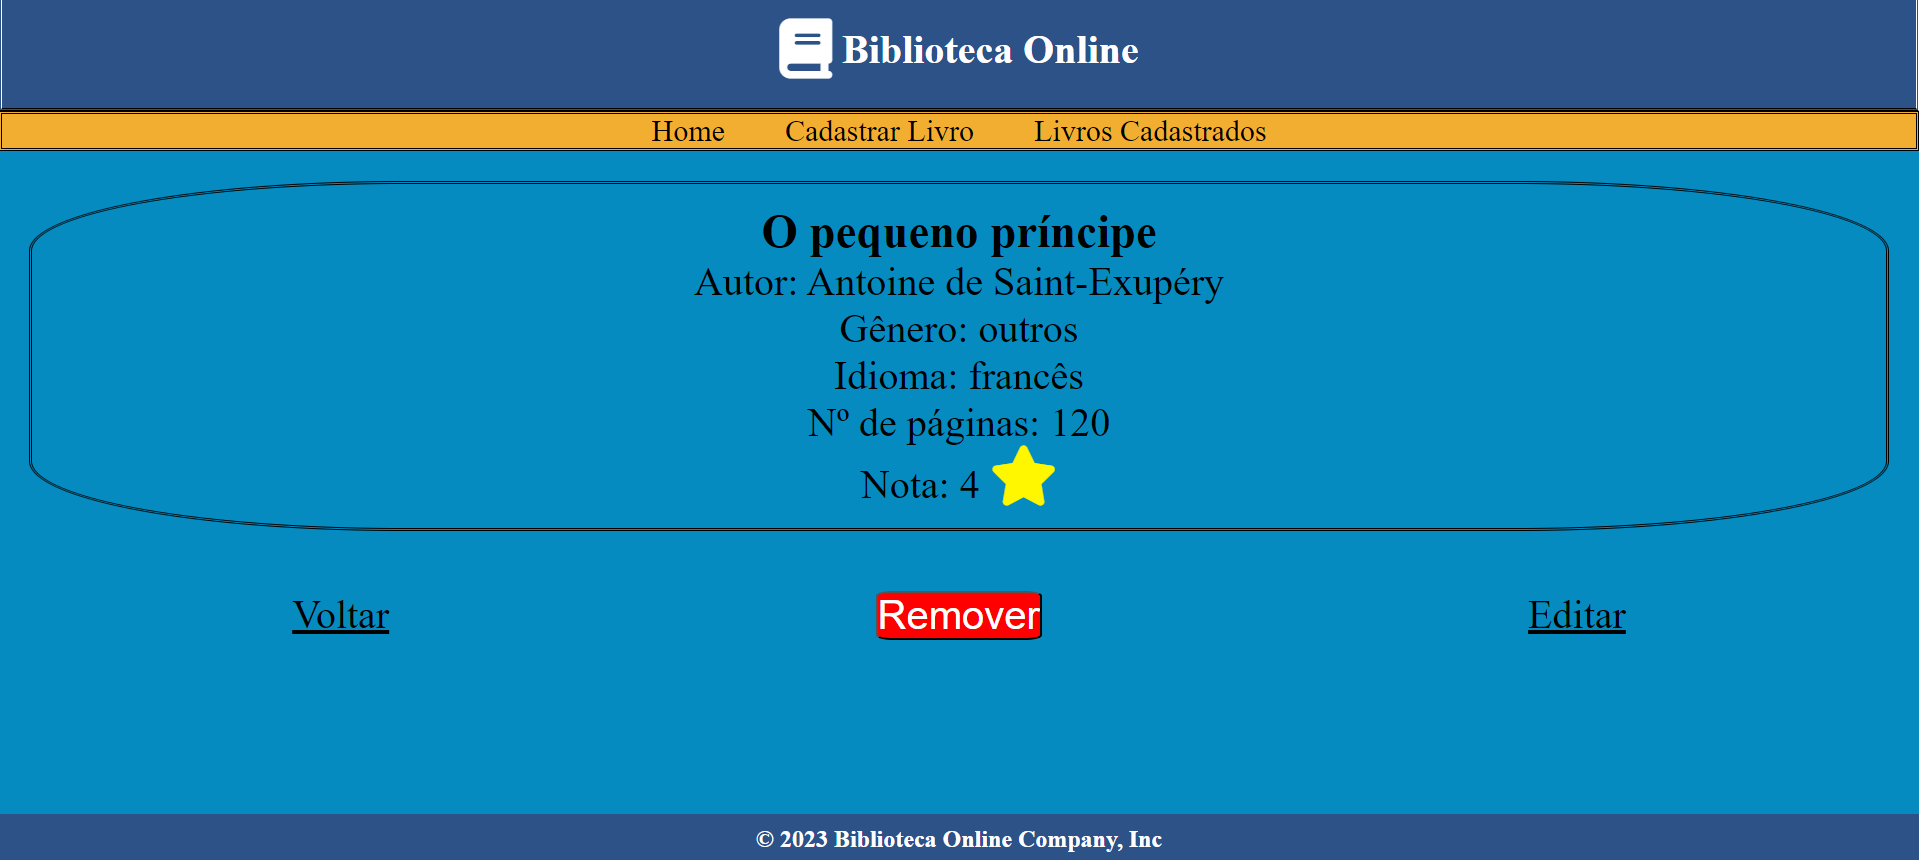 Biblioteca Online
Home Cadastrar Livro Livros Cadastrados
O pequeno príncipe
Autor: Antoine de Saint-Exupéry
Gênero: outros
Idioma: francês
Nº de páginas: 120
Nota: 4
Voltar Remover Editar
© 2023 Biblioteca Online Company, Inc